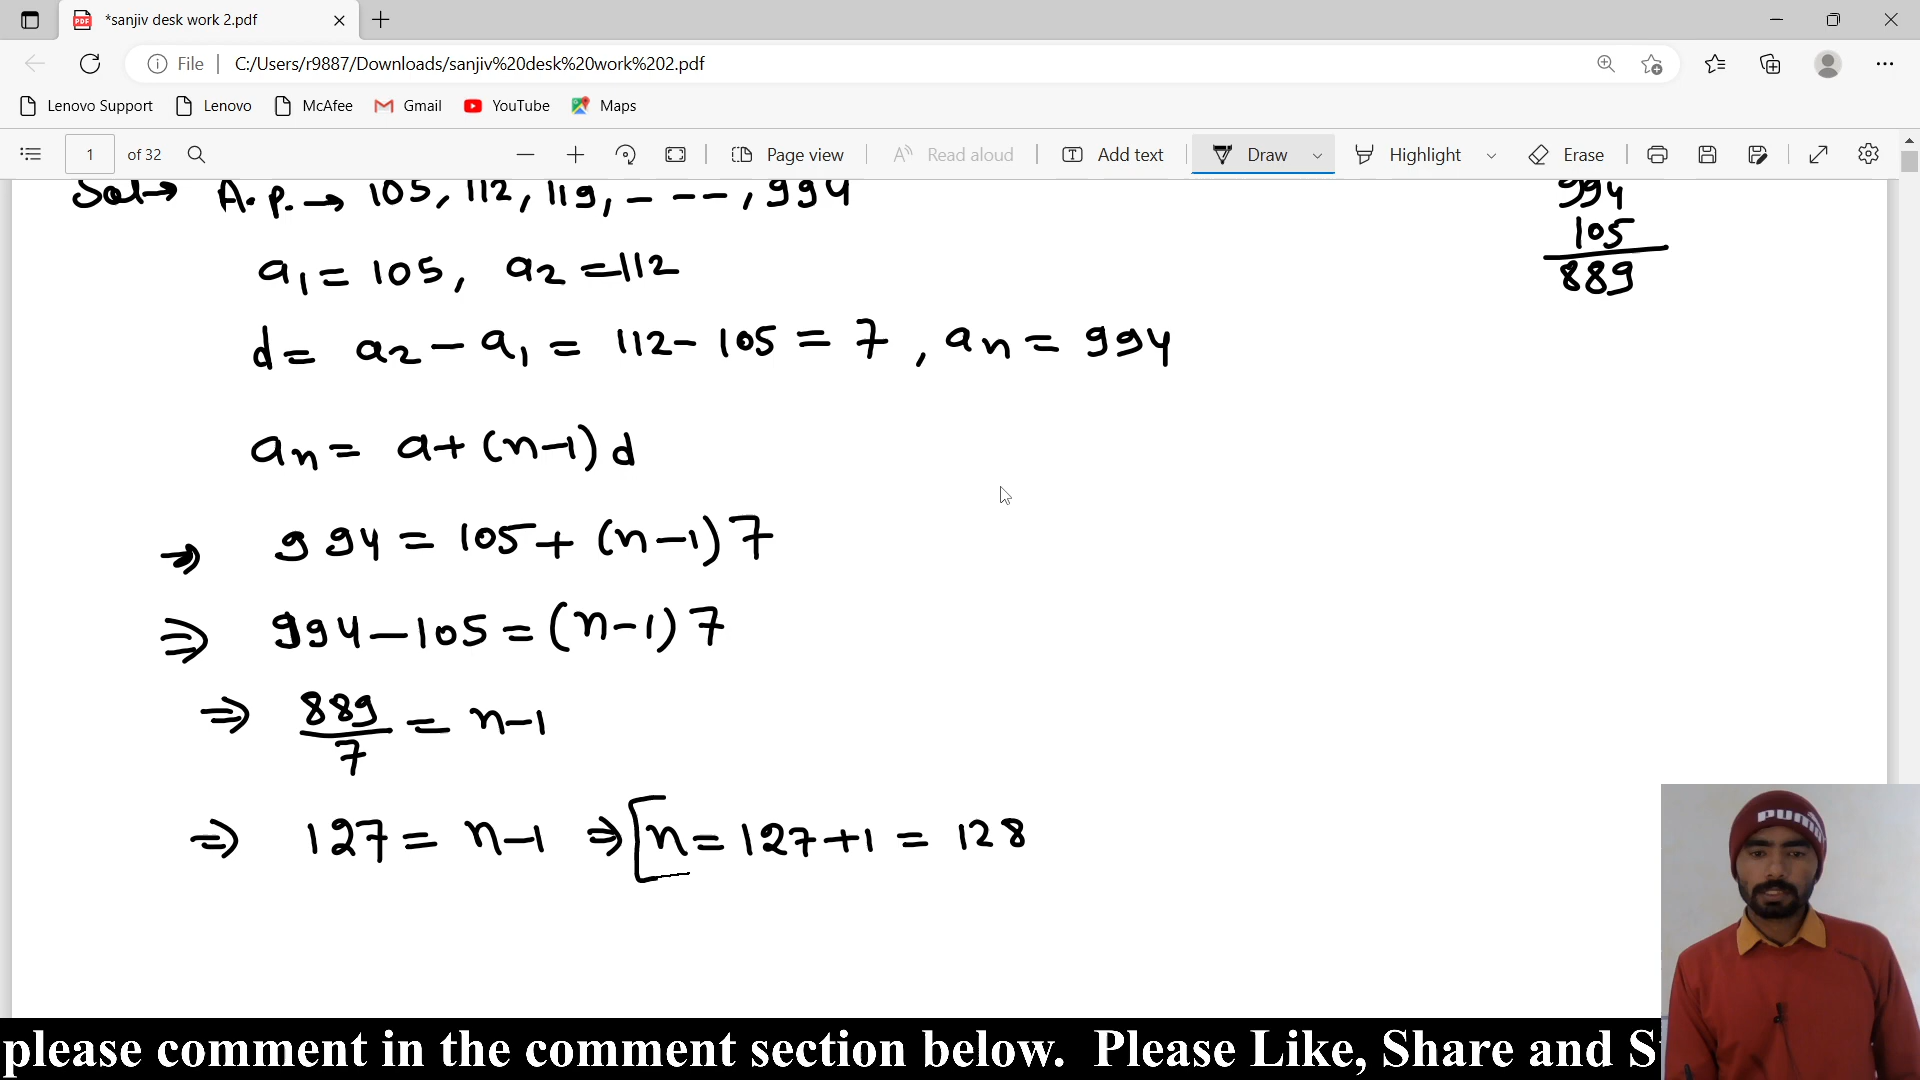 *sanjiv desk work 2.pdf
File
C:/Users/r9887/Downloads/sanjiv%20desk%20work%202.pdf
Lenovo Support Lenovo McAfee Gmail YouTube Maps
1 of 32 Page view Read aloud Add text Draw Highlight Erase
Sol→ A.P.→ 105, 112, 119, - - - -, 994
994
105
889
a₁ = 105, a₂ = 112
d = a₂ - a₁ = 112 - 105 = 7, aₙ = 994
aₙ = a + (n-1) d
⇒ 994 = 105 + (n-1) 7
⇒ 994 - 105 = (n-1) 7
⇒ 889/7 = n-1
⇒ 127 = n-1 ⇒ [n = 127+1 = 128
PUMA
please comment in the comment section below. Please Like, Share and S